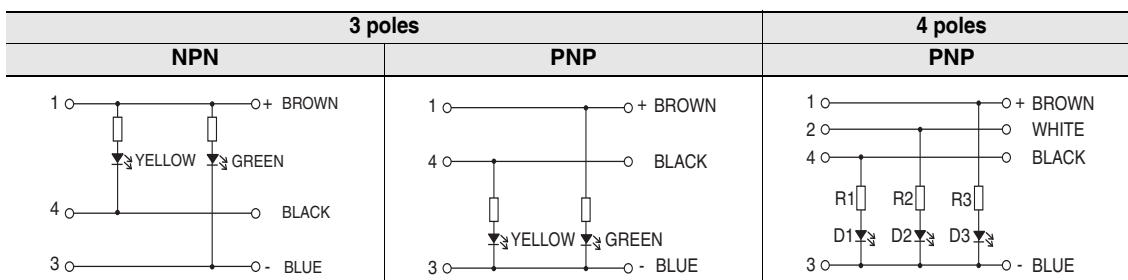 3 poles
4 poles
NPN
PNP
PNP
1 + BROWN
YELLOW GREEN
4 BLACK
3 - BLUE
1 + BROWN
4 BLACK
YELLOW GREEN
3 - BLUE
1 + BROWN
2 WHITE
4 BLACK
R1 R2 R3
D1 D2 D3
3 - BLUE